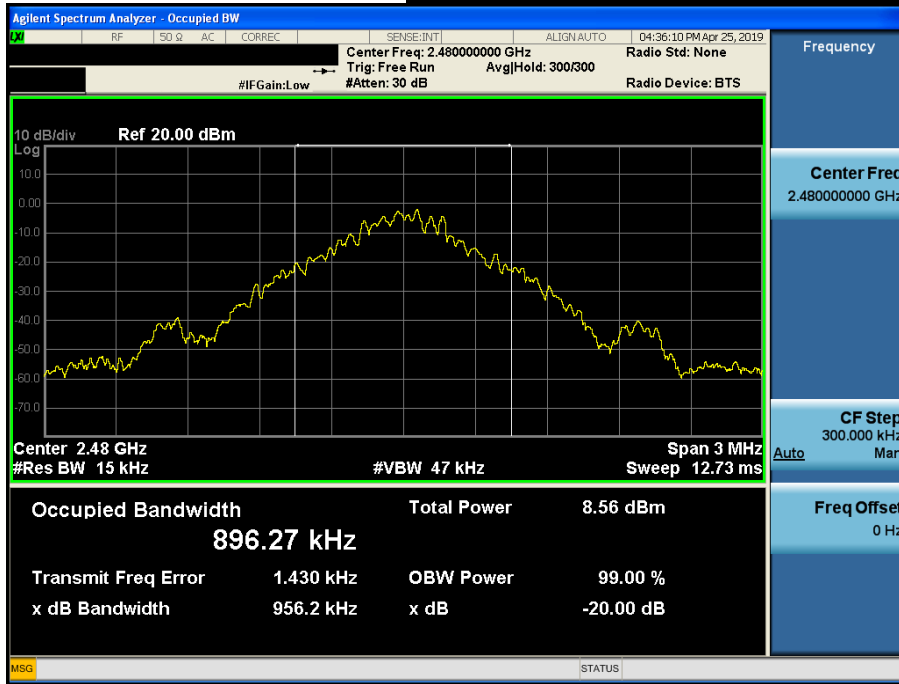 Agilent Spectrum Analyzer - Occupied BW
LXI RF 50 Ω AC CORREC SENSE:INT ALIGNAUTO 04:36:10 PM Apr 25, 2019
Center Freq: 2.480000000 GHz Radio Std: None
Trig: Free Run Avg|Hold: 300/300
#IFGain:Low #Atten: 30 dB Radio Device: BTS
10 dB/div Ref 20.00 dBm
Log
10.0
0.00
-10.0
-20.0
-30.0
-40.0
-50.0
-60.0
-70.0
Center 2.48 GHz Span 3 MHz
#Res BW 15 kHz #VBW 47 kHz Sweep 12.73 ms
Occupied Bandwidth Total Power 8.56 dBm
896.27 kHz
Transmit Freq Error 1.430 kHz OBW Power 99.00 %
x dB Bandwidth 956.2 kHz x dB -20.00 dB
MSG STATUS
Frequency
Center Freq
2.480000000 GHz
CF Step
300.000 kHz
Auto Man
Freq Offset
0 Hz